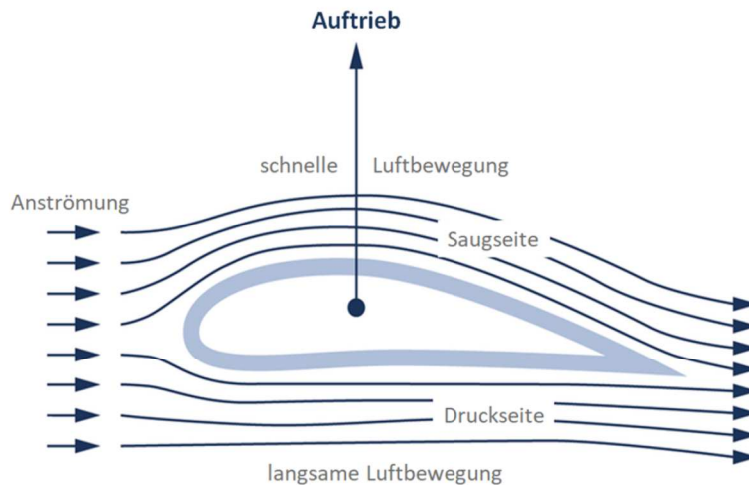 Auftrieb
schnelle Luftbewegung
Anströmung
Saugseite
Druckseite
langsame Luftbewegung